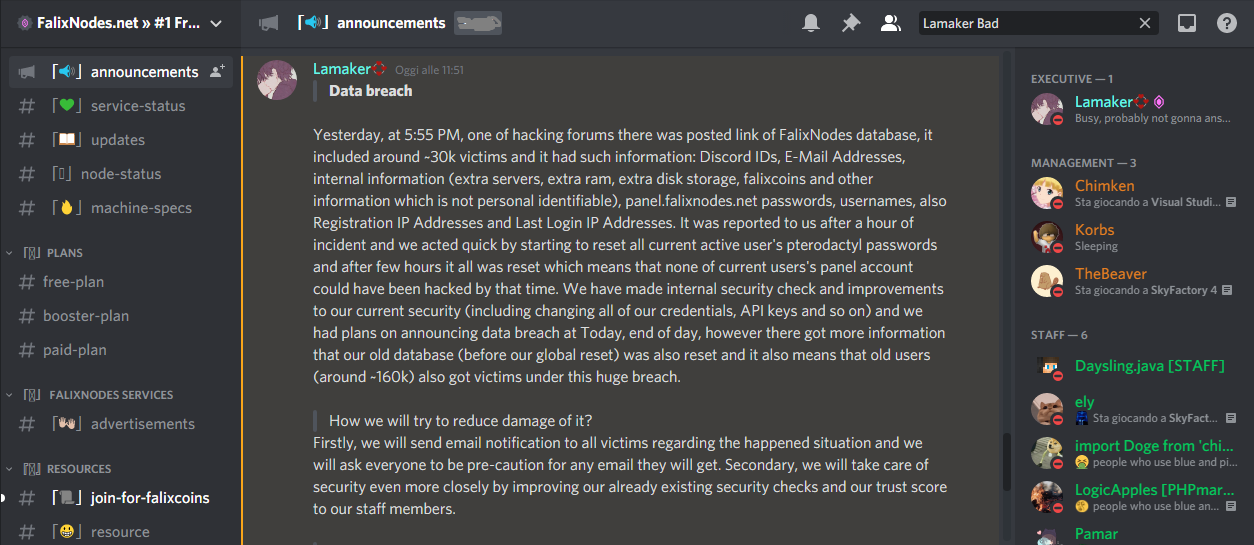 FalixNodes.net » #1 Fr...
announcements
Lamaker Bad
announcements
service-status
updates
node-status
machine-specs
PLANS
free-plan
booster-plan
paid-plan
FALIXNODES SERVICES
advertisements
RESOURCES
join-for-falixcoins
resource
Lamaker Oggi alle 11:51
Data breach
Yesterday, at 5:55 PM, one of hacking forums there was posted link of FalixNodes database, it
included around ~30k victims and it had such information: Discord IDs, E-Mail Addresses,
internal information (extra servers, extra ram, extra disk storage, falixcoins and other
information which is not personal identifiable), panel.falixnodes.net passwords, usernames, also
Registration IP Addresses and Last Login IP Addresses. It was reported to us after a hour of
incident and we acted quick by starting to reset all current active user's pterodactyl passwords
and after few hours it all was reset which means that none of current users's panel account
could have been hacked by that time. We have made internal security check and improvements
to our current security (including changing all of our credentials, API keys and so on) and we
had plans on announcing data breach at Today, end of day, however there got more information
that our old database (before our global reset) was also reset and it also means that old users
(around ~160k) also got victims under this huge breach.
How we will try to reduce damage of it?
Firstly, we will send email notification to all victims regarding the happened situation and we
will ask everyone to be pre-caution for any email they will get. Secondary, we will take care of
security even more closely by improving our already existing security checks and our trust score
to our staff members.
EXECUTIVE — 1
Lamaker
Busy, probably not gonna ans...
MANAGEMENT — 3
Chimken
Sta giocando a Visual Studi...
Korbs
Sleeping
TheBeaver
Sta giocando a SkyFactory 4
STAFF — 6
Daysling.java [STAFF]
ely
Sta giocando a SkyFact...
import Doge from 'chi...
people who use blue and pi...
LogicApples [PHPmar...
people who use blue an...
Pamar